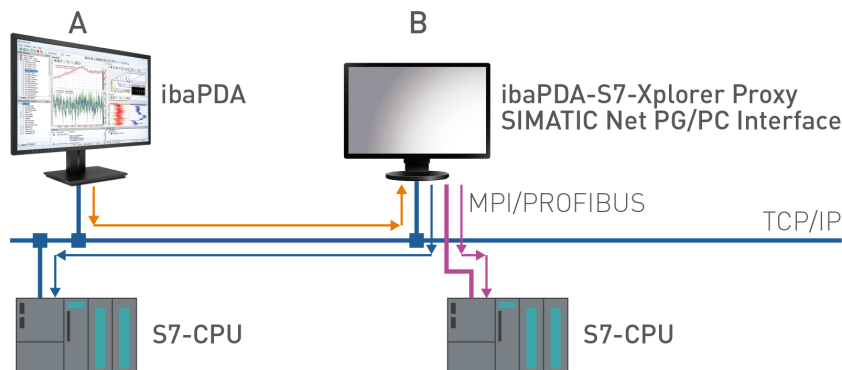 A
B
ibaPDA
ibaPDA-S7-Xplorer Proxy
SIMATIC Net PG/PC Interface
MPI/PROFIBUS
TCP/IP
S7-CPU
S7-CPU